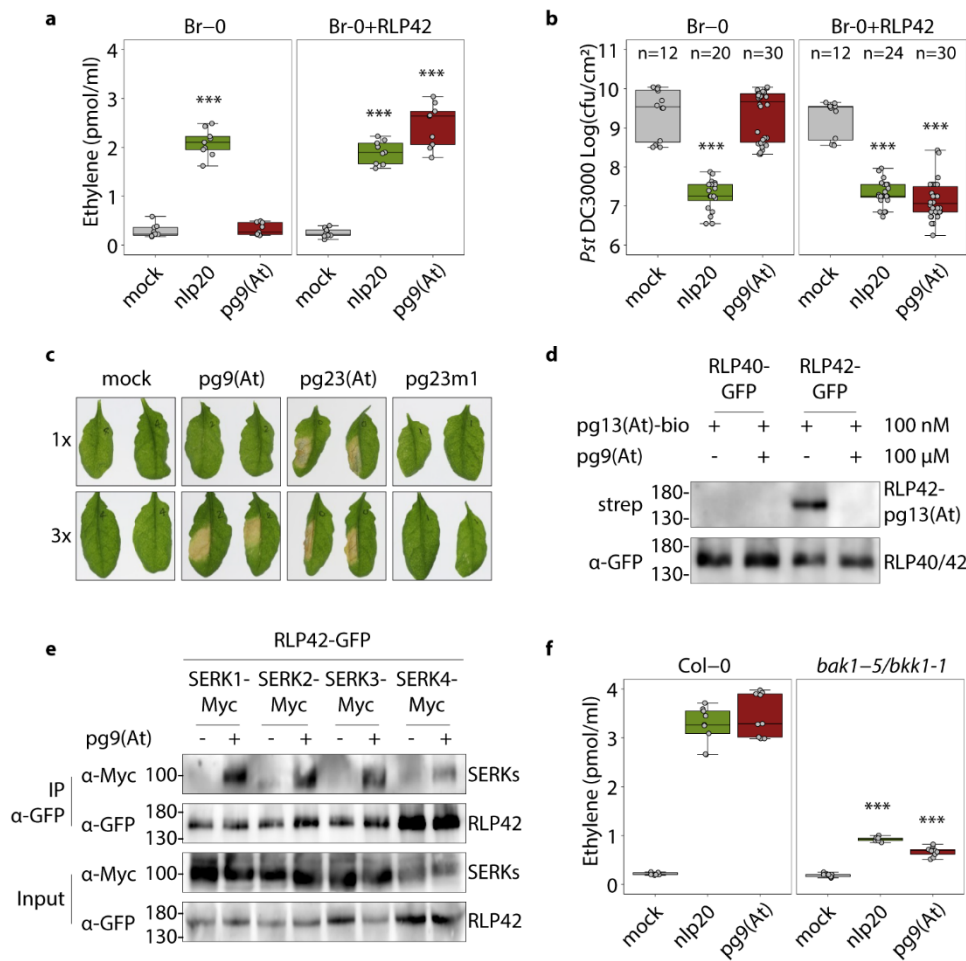 a
Br−0 Br-0+RLP42
Ethylene (pmol/ml)
4
3
2
1
0
*** *** ***
mock nlp20 pg9(At) mock nlp20 pg9(At)
b
Br−0 Br-0+RLP42
n=12 n=20 n=30 n=12 n=24 n=30
Pst DC3000 Log(cfu/cm²)
11
10
9
8
7
6
*** *** ***
mock nlp20 pg9(At) mock nlp20 pg9(At)
c
mock pg9(At) pg23(At) pg23m1
1x
3x
d
RLP40-GFP RLP42-GFP
pg13(At)-bio + + + + 100 nM
pg9(At) - + - + 100 µM
strep 180- 130- RLP42-pg13(At)
α-GFP 180- 130- RLP40/42
e
RLP42-GFP
SERK1-Myc SERK2-Myc SERK3-Myc SERK4-Myc
pg9(At) - + - + - + - +
IP α-GFP
α-Myc 100- SERKs
α-GFP 180- 130- RLP42
Input
α-Myc 100- SERKs
α-GFP 180- 130- RLP42
f
Col−0 bak1−5/bkk1-1
Ethylene (pmol/ml)
4
3
2
1
0
*** ***
mock nlp20 pg9(At) mock nlp20 pg9(At)